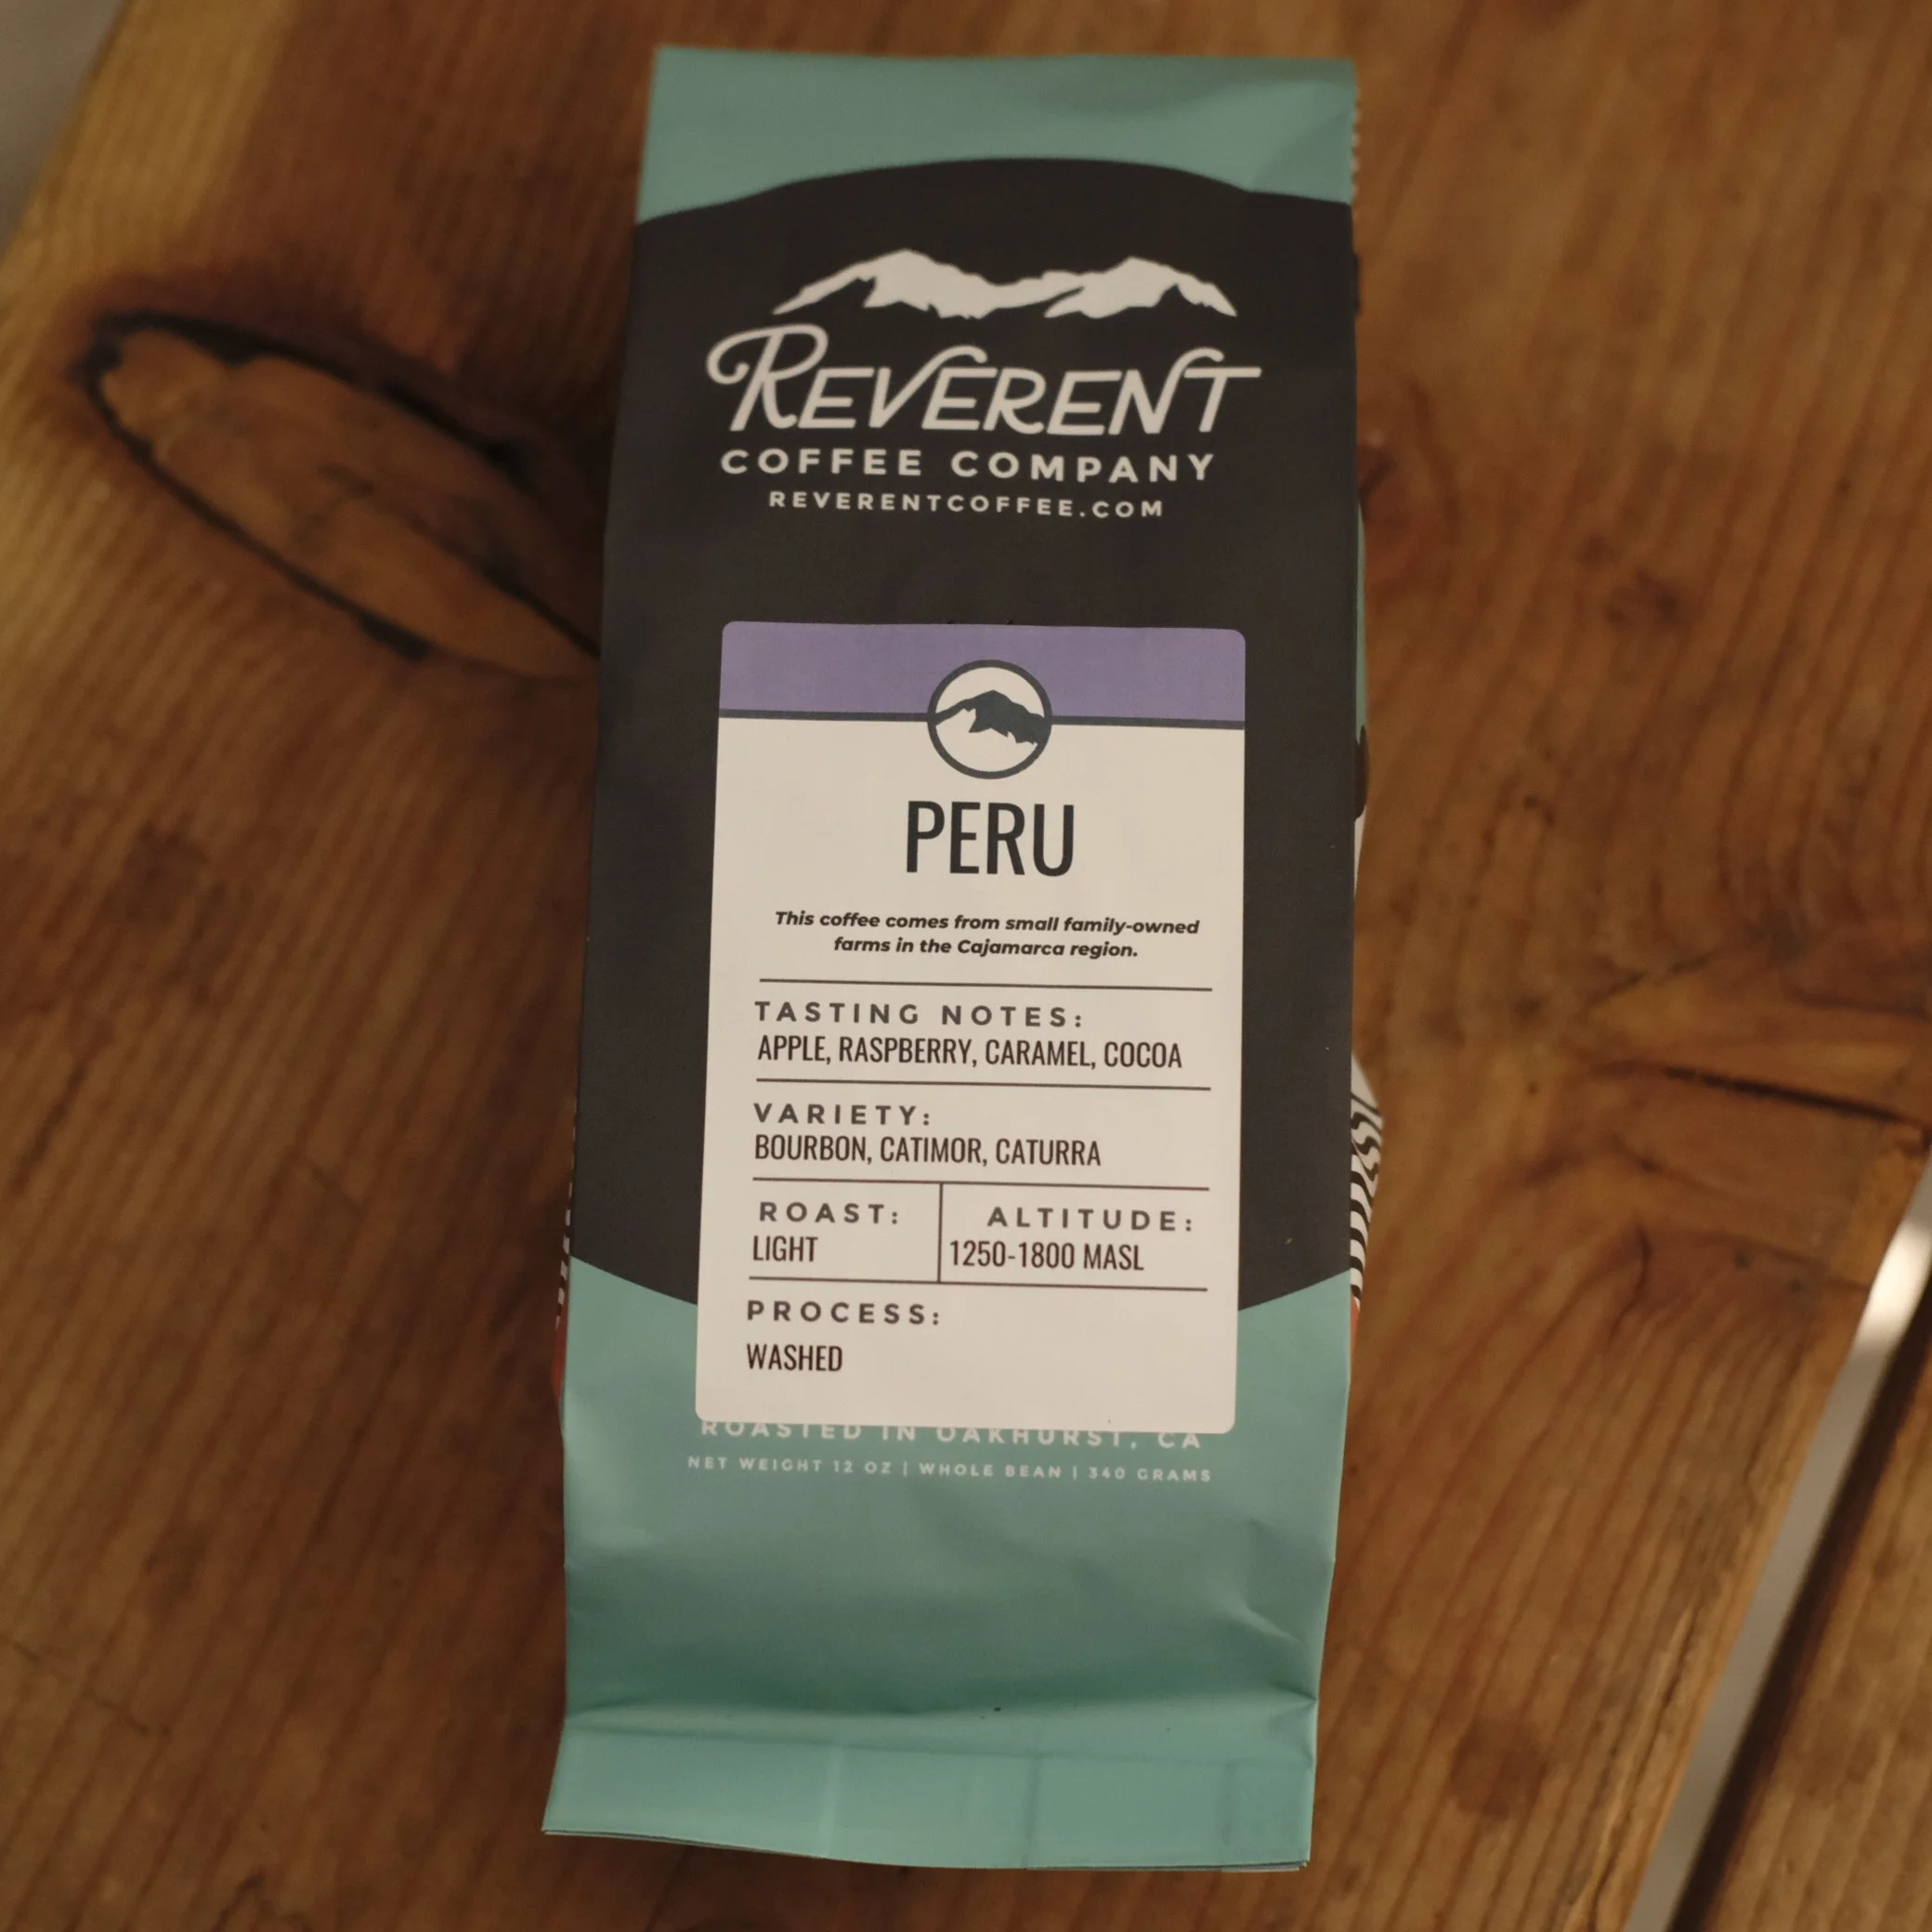 REVERENT
COFFEE COMPANY
REVERENTCOFFEE.COM
PERU
This coffee comes from small family-owned
farms in the Cajamarca region.
TASTING NOTES:
APPLE, RASPBERRY, CARAMEL, COCOA
VARIETY:
BOURBON, CATIMOR, CATURRA
ROAST:
LIGHT
ALTITUDE:
1250-1800 MASL
PROCESS:
WASHED
ROASTED IN OAKHURST, CA
NET WEIGHT 12 OZ | WHOLE BEAN | 340 GRAMS